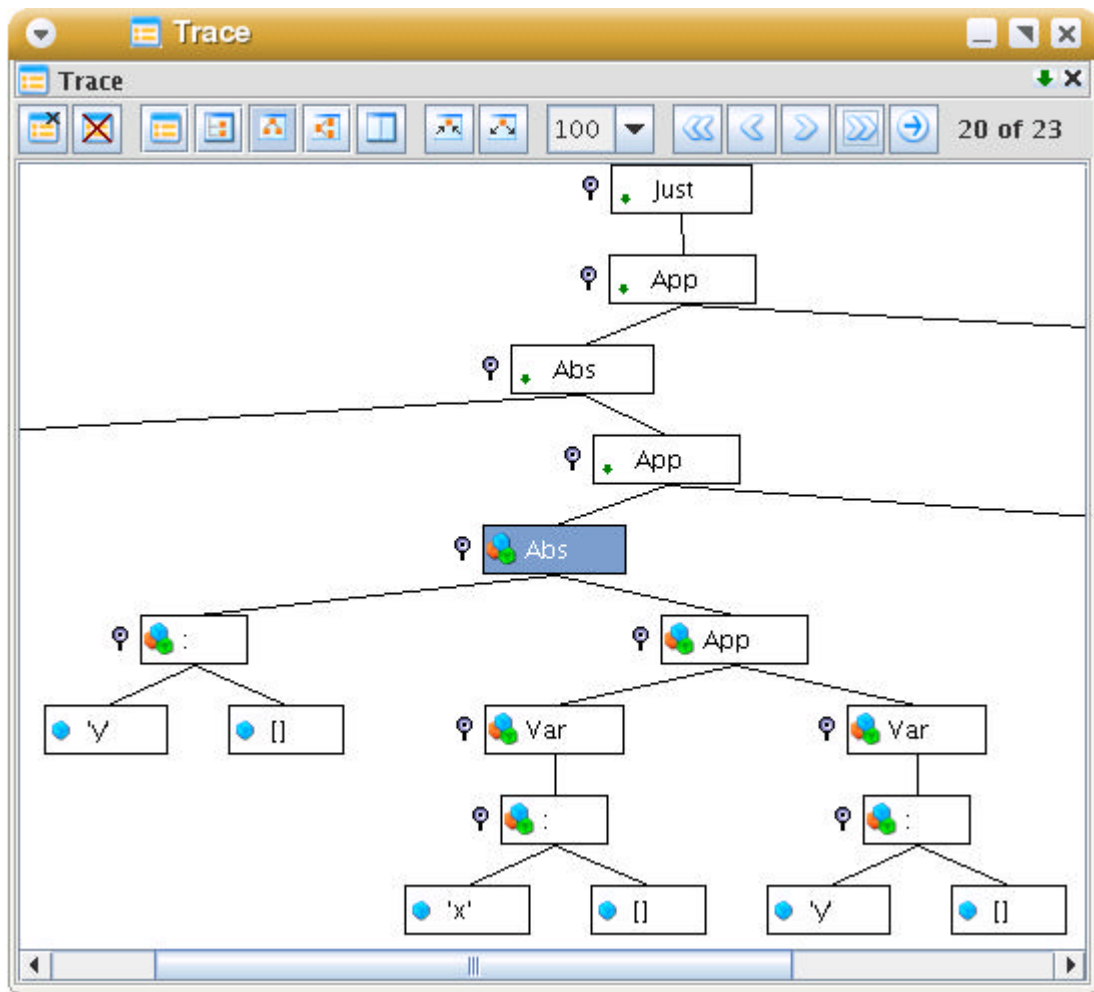 Trace
Trace
100 20 of 23
Just
App
Abs
App
Abs
: App
'y' [] Var Var
: :
'x' [] 'y' []